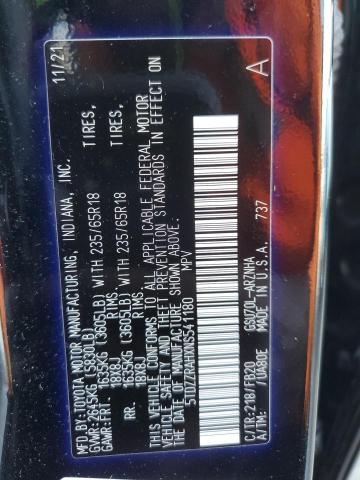 MFD.BY: TOYOTA MOTOR MANUFACTURING, INDIANA, INC. 11/21
GVWR: 2645KG (5830LB)
GAWR: FRT. 1635KG (3605LB) WITH 235/65R18 TIRES,
18X8J RIMS
RR. 1635KG (3605LB) WITH 235/65R18 TIRES,
18X8J RIMS
THIS VEHICLE CONFORMS TO ALL APPLICABLE FEDERAL MOTOR
VEHICLE SAFETY AND THEFT PREVENTION STANDARDS IN EFFECT ON
THE DATE OF MANUFACTURE SHOWN ABOVE.
5TDZZRAHXNS541180 MPV
A
C/TR: 218/FB20 GSU70L-ARZNHA
A/TM: /UA80E MADE IN U.S.A. 737